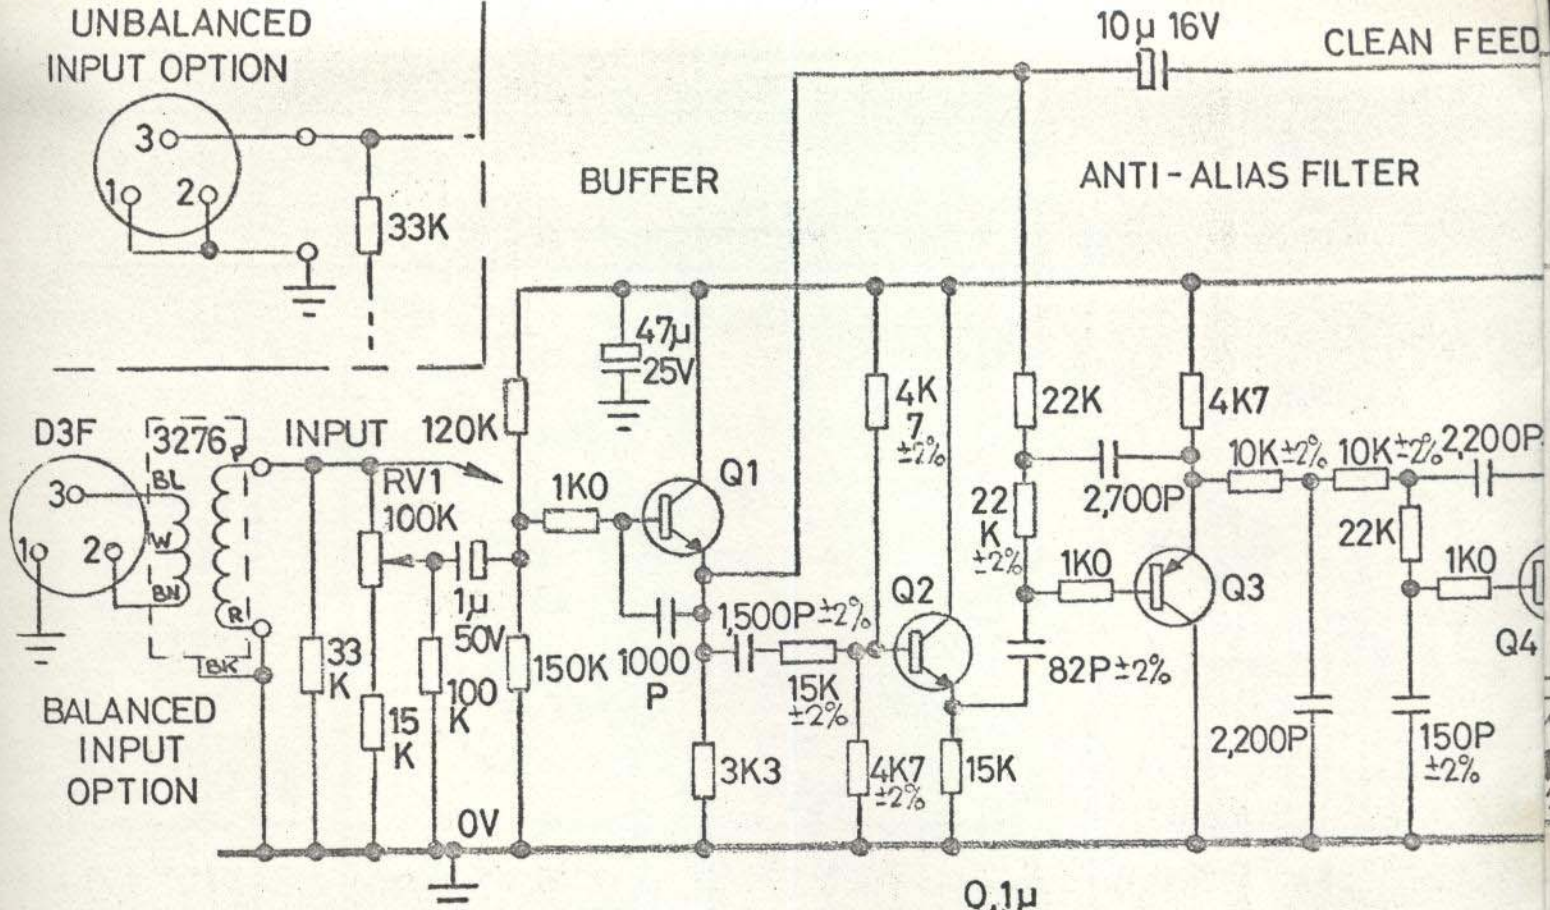 UNBALANCED
INPUT OPTION
3
1
2
33K
10μ 16V
CLEAN FEED
BUFFER
ANTI-ALIAS FILTER
47μ
25V
D3F
3
1
2
3276
P
BL
W
BN
R
BK
INPUT
RV1
100K
120K
1K0
Q1
1μ
50V
33
K
15
K
100
K
150K
1000
P
1,500P±2%
15K
±2%
3K3
4K
7
±2%
Q2
4K7
±2%
15K
22K
22
K
±2%
2,700P
1K0
82P±2%
4K7
Q3
10K±2%
10K±2%
2,200P
22K
1K0
Q4
2,200P
150P
±2%
BALANCED
INPUT
OPTION
0V
0,1μ